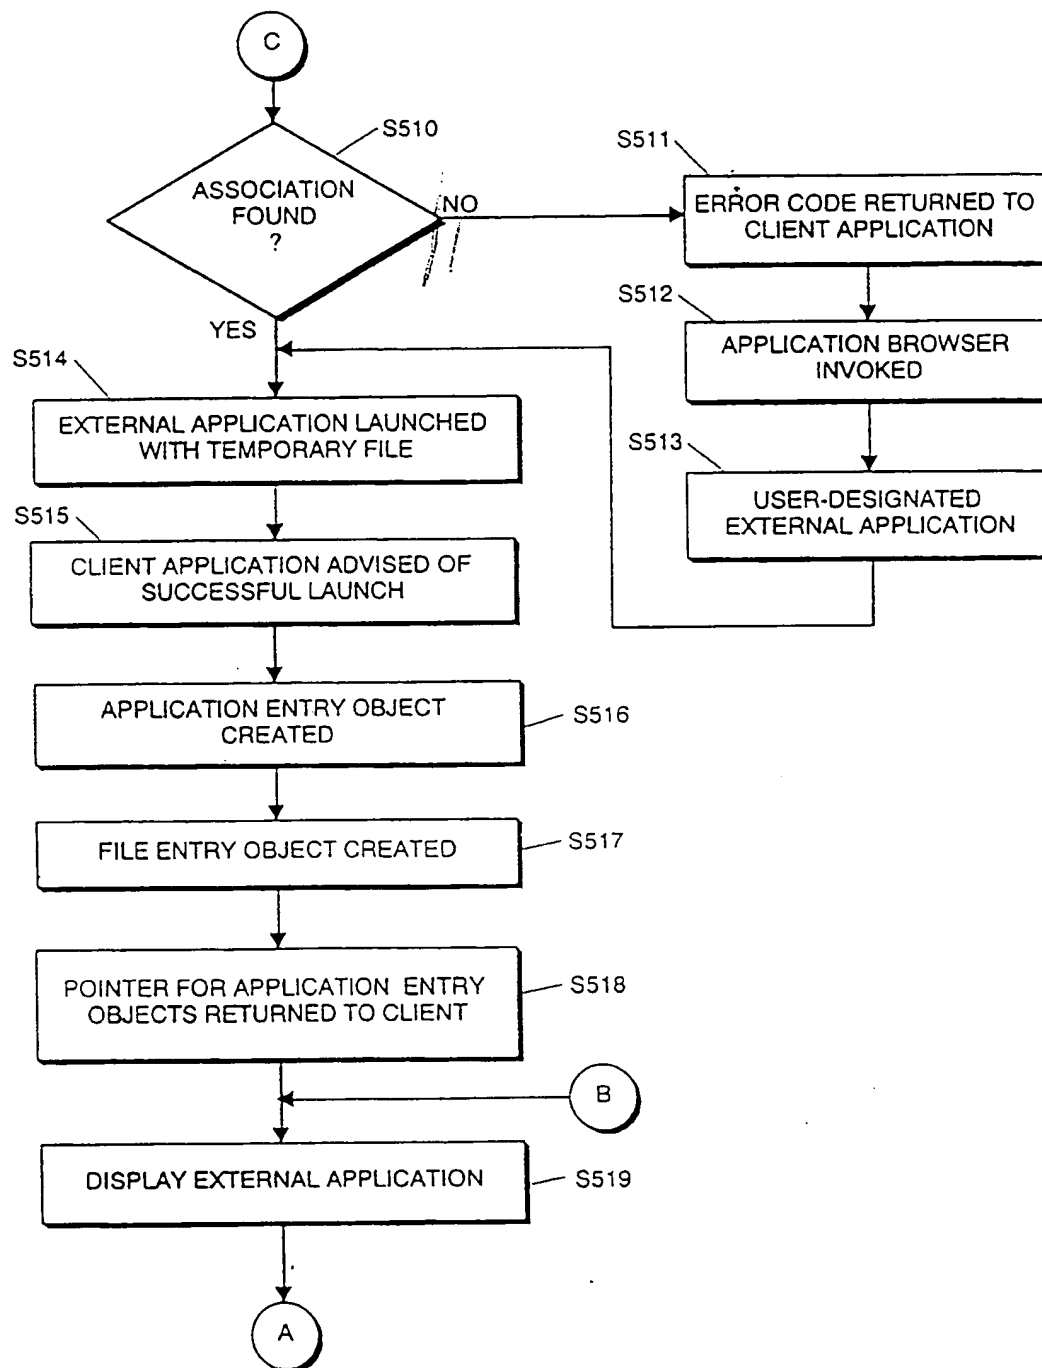 C
S510
ASSOCIATION
FOUND
?
NO
YES
S511
ERROR CODE RETURNED TO
CLIENT APPLICATION
S512
APPLICATION BROWSER
INVOKED
S513
USER-DESIGNATED
EXTERNAL APPLICATION
S514
EXTERNAL APPLICATION LAUNCHED
WITH TEMPORARY FILE
S515
CLIENT APPLICATION ADVISED OF
SUCCESSFUL LAUNCH
APPLICATION ENTRY OBJECT
CREATED
S516
FILE ENTRY OBJECT CREATED
S517
POINTER FOR APPLICATION ENTRY
OBJECTS RETURNED TO CLIENT
S518
B
DISPLAY EXTERNAL APPLICATION
S519
A